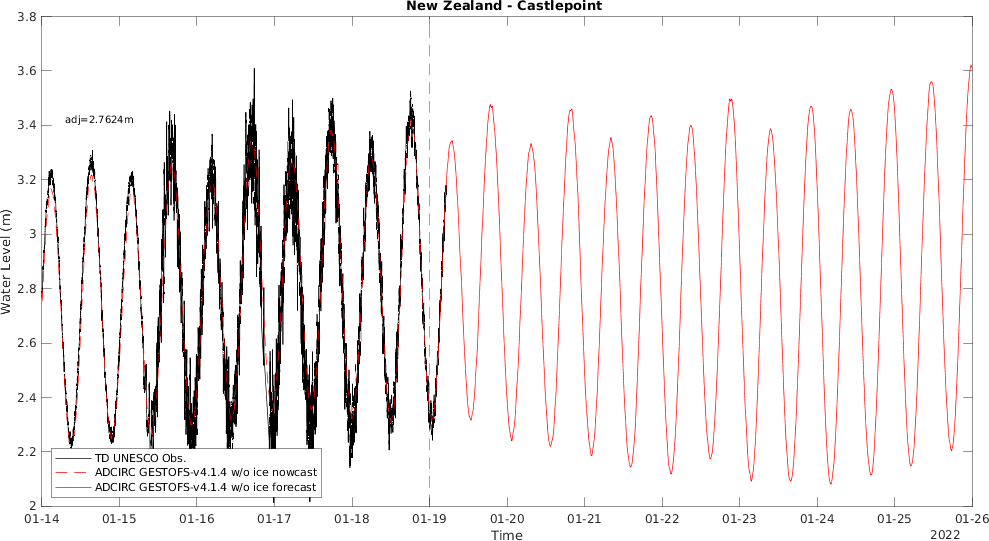 New Zealand - Castlepoint
3.8
3.6
3.4
3.2
3
2.8
2.6
2.4
2.2
2
Water Level (m)
adj=2.7624m
TD UNESCO Obs.
ADCIRC GESTOFS-v4.1.4 w/o ice nowcast
ADCIRC GESTOFS-v4.1.4 w/o ice forecast
01-14 01-15 01-16 01-17 01-18 01-19 01-20 01-21 01-22 01-23 01-24 01-25 01-26
Time
2022